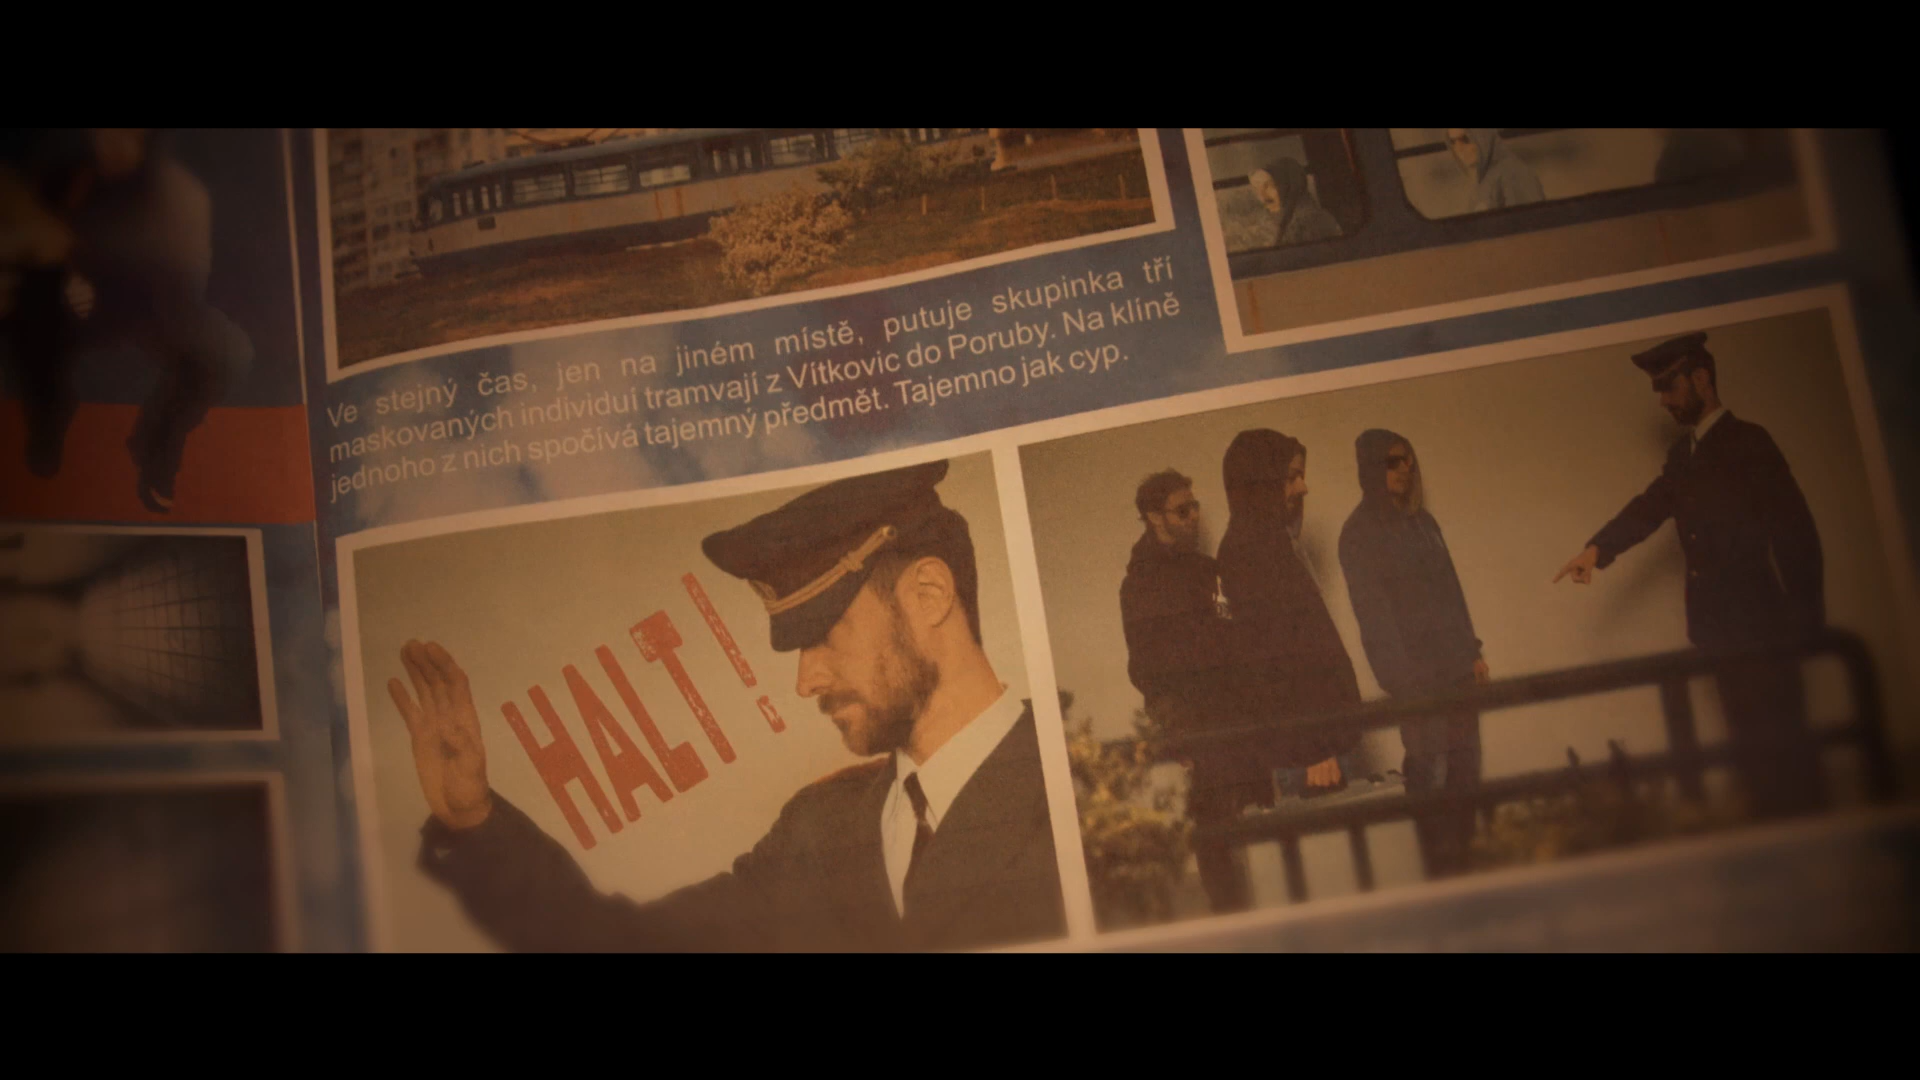 Ve stejný čas, jen na jiném místě, putuje skupinka tří
maskovaných individuí tramvají z Vítkovic do Poruby. Na klíně
jednoho z nich spočívá tajemný předmět. Tajemno jak cyp.
HALT!